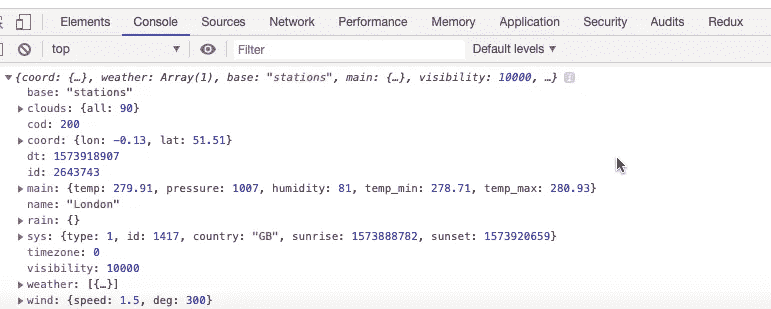 Elements Console Sources Network Performance Memory Application Security Audits Redux
top Filter Default levels
{coord: {…}, weather: Array(1), base: "stations", main: {…}, visibility: 10000, …} i
base: "stations"
clouds: {all: 90}
cod: 200
coord: {lon: -0.13, lat: 51.51}
dt: 1573918907
id: 2643743
main: {temp: 279.91, pressure: 1007, humidity: 81, temp_min: 278.71, temp_max: 280.93}
name: "London"
rain: {}
sys: {type: 1, id: 1417, country: "GB", sunrise: 1573888782, sunset: 1573920659}
timezone: 0
visibility: 10000
weather: [{…}]
wind: {speed: 1.5, deg: 300}